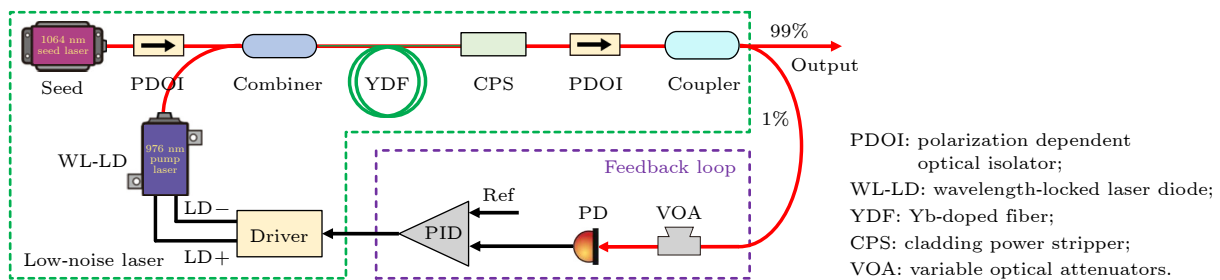 1064 nm
seed laser
Seed
PDOI
Combiner
YDF
CPS
PDOI
Coupler
99%
Output
1%
976 nm
pump
laser
WL-LD
LD−
LD+
Driver
Low-noise laser
Feedback loop
Ref
PID
PD
VOA
PDOI: polarization dependent
optical isolator;
WL-LD: wavelength-locked laser diode;
YDF: Yb-doped fiber;
CPS: cladding power stripper;
VOA: variable optical attenuators.